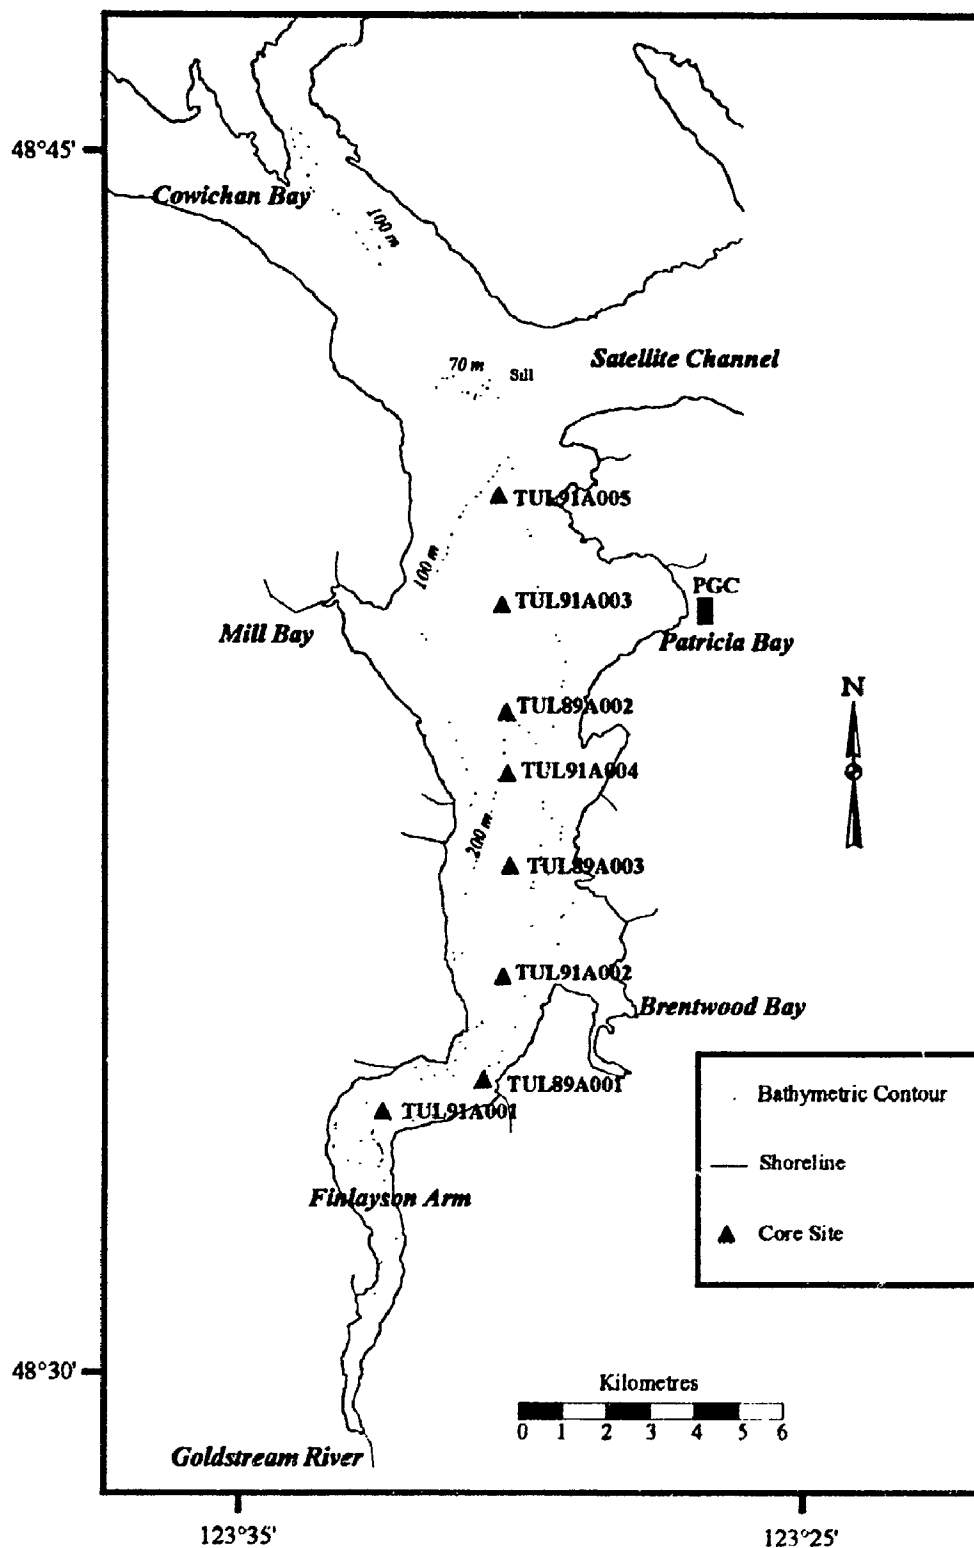 48°45'
Cowichan Bay
100 m
Satellite Channel
70 m
Sill
TUL91A005
100 m
PGC
TUL91A003
Mill Bay
Patricia Bay
N
TUL89A002
TUL91A004
200 m
TUL89A003
TUL91A002
Brentwood Bay
TUL89A001
TUL91A001
Bathymetric Contour
Shoreline
Finlayson Arm
Core Site
48°30'
Kilometres
0 1 2 3 4 5 6
Goldstream River
123°35'
123°25'